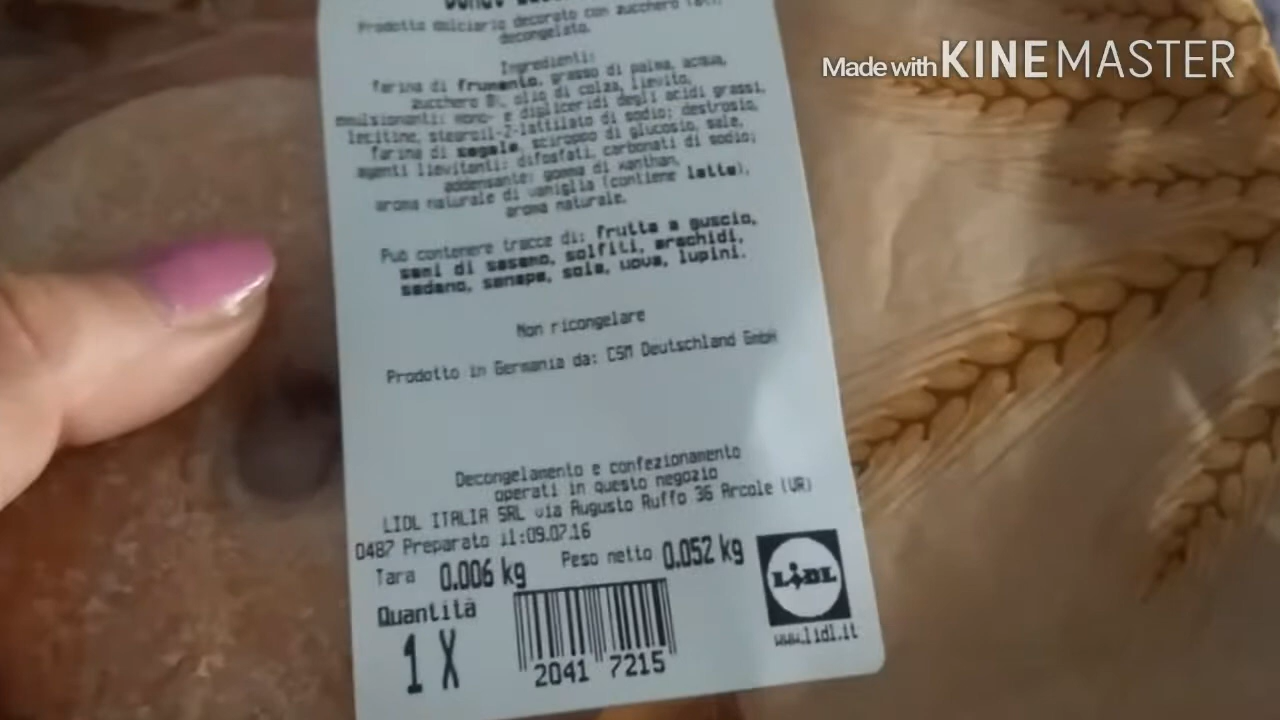 Made with KINEMASTER
Prodotto dolciario decorato con zucchero
decongelato.
Ingredienti:
farina di frumento, grasso di palma, acqua,
zucchero olio di colza, lievito,
emulsionanti: mono- e digliceridi degli acidi grassi,
lecitine, stearoil-2-lattilato di sodio; destrosio,
farina di segale, sciroppo di glucosio, sale,
agenti lievitanti: difosfati, carbonati di sodio;
addensante: gomma di xanthan,
aroma naturale di vaniglia (contiene latte),
aroma naturale.
Può contenere tracce di: frutta a guscio,
semi di sesamo, solfiti, arachidi,
sedano, senape, soia, uova, lupini.
Non ricongelare
Prodotto in Germania da: CSM Deutschland GmbH
Decongelamento e confezionamento
operati in questo negozio
LIDL ITALIA SRL via Augusto Ruffo 36 Arcole (VR)
0487 Preparato il:09.07.16
Tara 0.006 kg Peso netto 0.052 kg
Quantità
1 X
2041 7215
LIDL
www.lidl.it